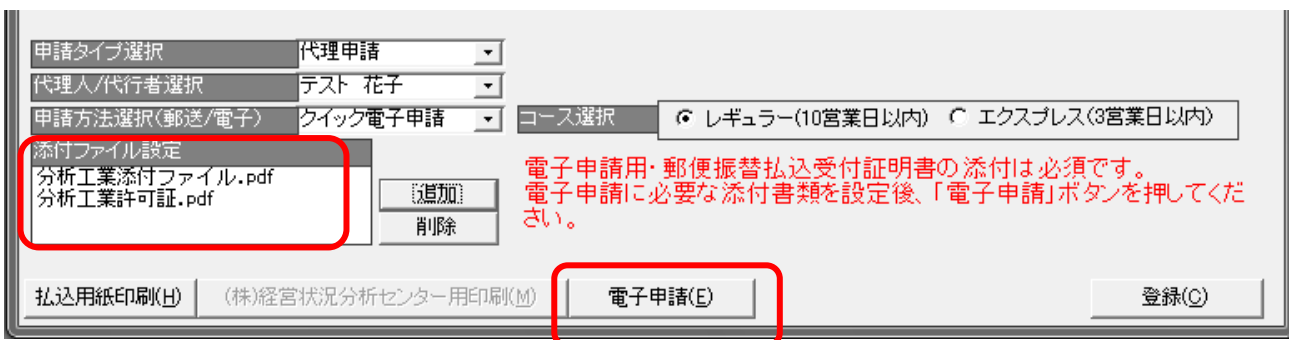 申請タイプ選択 代理申請
代理人/代行者選択 テスト 花子
申請方法選択(郵送/電子) クイック電子申請 コース選択 レギュラー(10営業日以内) エクスプレス(3営業日以内)
添付ファイル設定
分析工業添付ファイル.pdf
分析工業許可証.pdf
追加
削除
電子申請用・郵便振替払込受付証明書の添付は必須です。
電子申請に必要な添付書類を設定後、「電子申請」ボタンを押してくだ
さい。
払込用紙印刷(H) (株)経営状況分析センター用印刷(M) 電子申請(E) 登録(C)